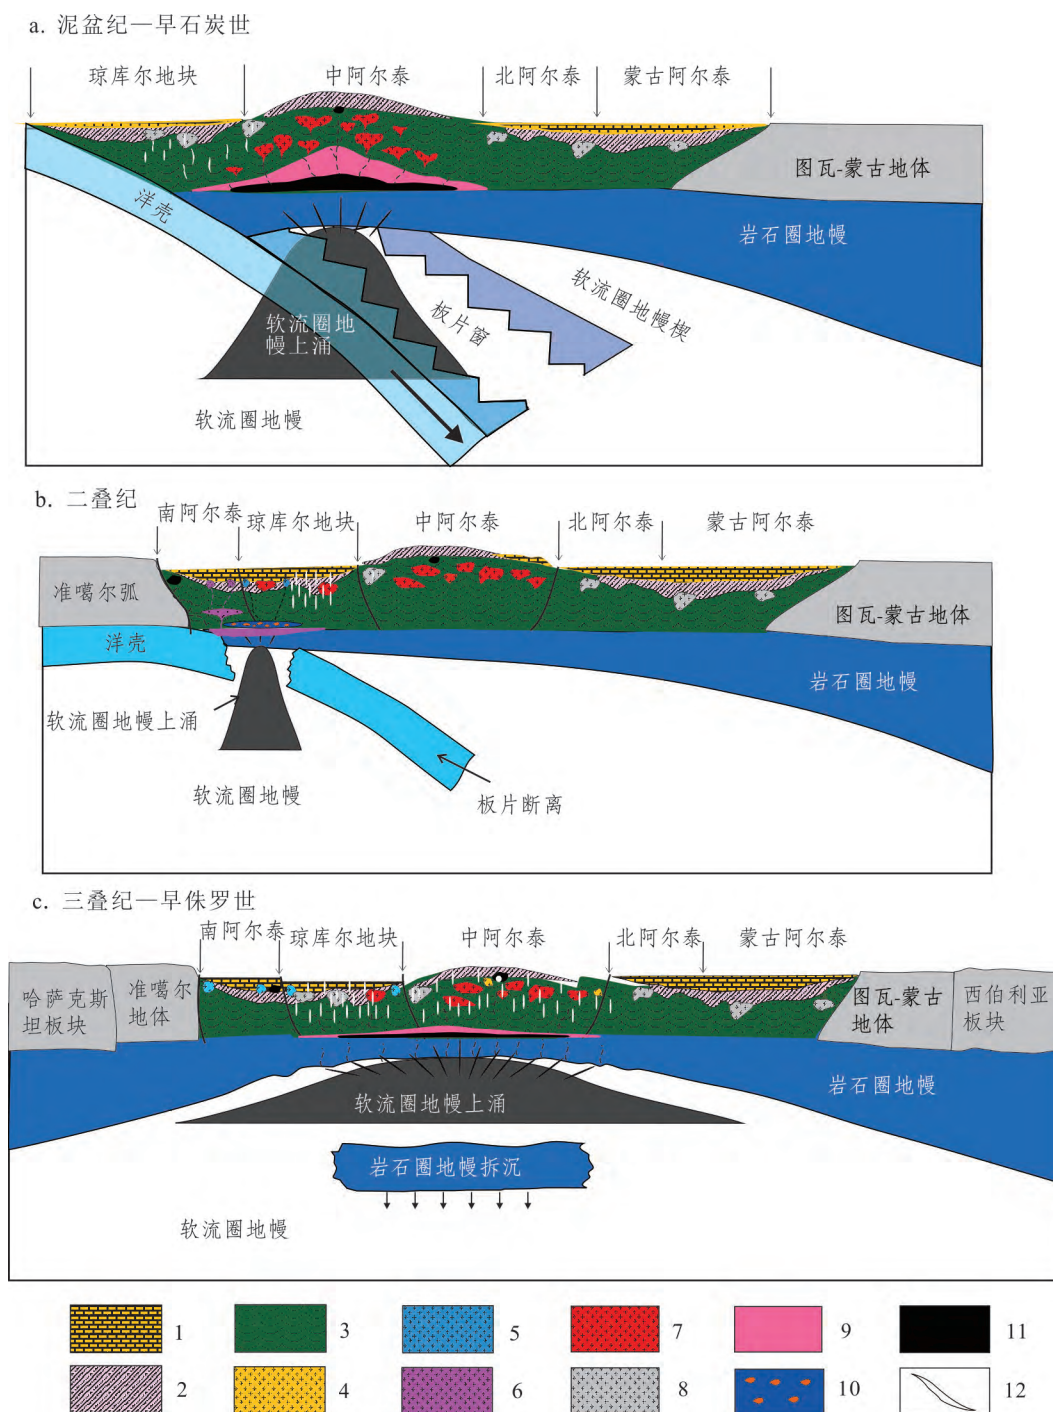 a. 泥盆纪—早石炭世
琼库尔地块 中阿尔泰 北阿尔泰 蒙古阿尔泰
图瓦-蒙古地体
洋壳
岩石圈地幔
软流圈地幔楔
板片窗
软流圈地
幔上涌
软流圈地幔
b. 二叠纪
南阿尔泰 琼库尔地块 中阿尔泰 北阿尔泰 蒙古阿尔泰
准噶尔弧
图瓦-蒙古地体
洋壳
岩石圈地幔
软流圈地幔上涌
软流圈地幔
板片断离
c. 三叠纪—早侏罗世
南阿尔泰 琼库尔地块 中阿尔泰 北阿尔泰 蒙古阿尔泰
哈萨克斯
坦板块
准噶尔
地体
图瓦-蒙古
地体
西伯利亚
板块
岩石圈地幔
软流圈地幔上涌
岩石圈地幔拆沉
软流圈地幔
1 3 5 7 9 11
2 4 6 8 10 12